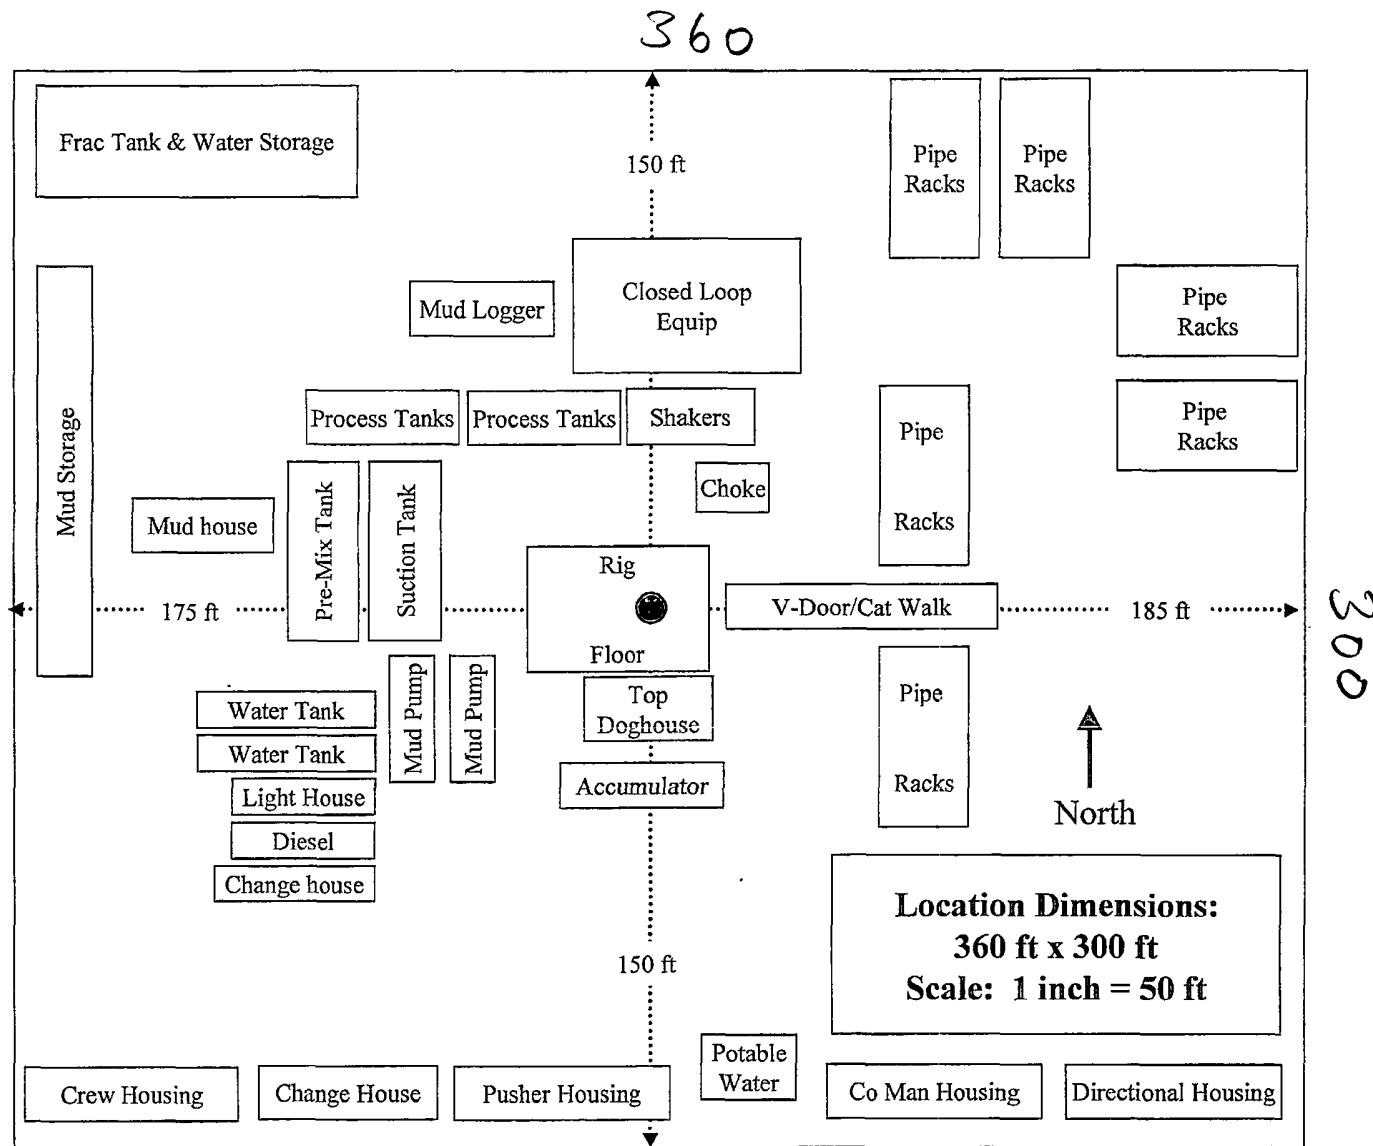 360
Frac Tank & Water Storage
150 ft
Pipe
Racks
Pipe
Racks
Mud Logger
Closed Loop
Equip
Pipe
Racks
Process Tanks
Process Tanks
Shakers
Pipe
Racks
Pipe
Racks
Mud Storage
Mud house
Pre-Mix Tank
Suction Tank
Choke
Rig
Floor
175 ft
V-Door/Cat Walk
185 ft
300
Water Tank
Water Tank
Light House
Diesel
Change house
Mud Pump
Mud Pump
Top
Doghouse
Accumulator
Pipe
Racks
North
150 ft
Location Dimensions:
360 ft x 300 ft
Scale: 1 inch = 50 ft
Crew Housing
Change House
Pusher Housing
Potable
Water
Co Man Housing
Directional Housing